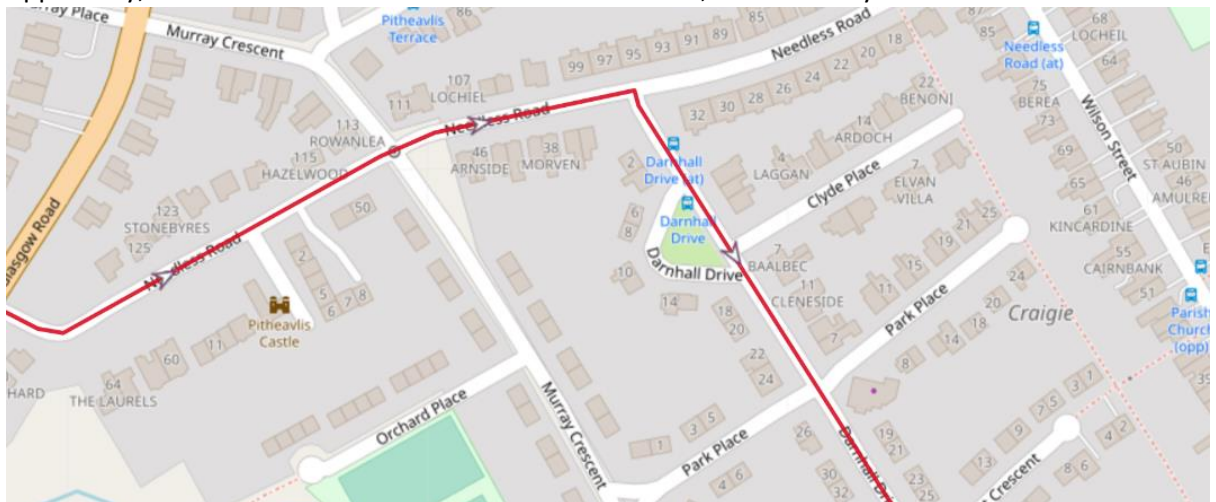 rray Place
Murray Crescent
Pitheavlis
Terrace
86
85
Needless Road
87
85
Needless
Road (at)
68
LOCHEIL
64
99
97
95
93
91
89
107
LOCHIEL
111
Needless Road
113
ROWANLEA
115
HAZELWOOD
46
ARNSIDE
38
MORVEN
32
30
28
26
24
22
20
18
22
BENONI
14
ARDOCH
4
LAGGAN
75
BEREA
73
69
65
Wilson Street
50
ST AUBIN
46
AMULREE
123
STONEBYRES
125
Needless Road
Glasgow Road
50
2
5
7
8
6
Pitheavlis
Castle
2
Darnhall
Drive (at)
Darnhall
Drive
6
8
10
14
Darnhall Drive
Clyde Place
7
ELVAN
VILLA
7
BAALBEC
11
CLENESIDE
7
11
15
19
21
25
24
20
18
14
8
Park Place
Craigie
61
KINCARDINE
55
CAIRNBANK
51
Parish
Church
(opp)
39
18
20
22
24
HARD
64
THE LAURELS
60
11
Orchard Place
Murray Crescent
1
3
5
4
6
Park Place
26
30
32
Darnhall Dri
19
21
23
25
13
9
7
5
3
1
4
2
8
6
Crescent